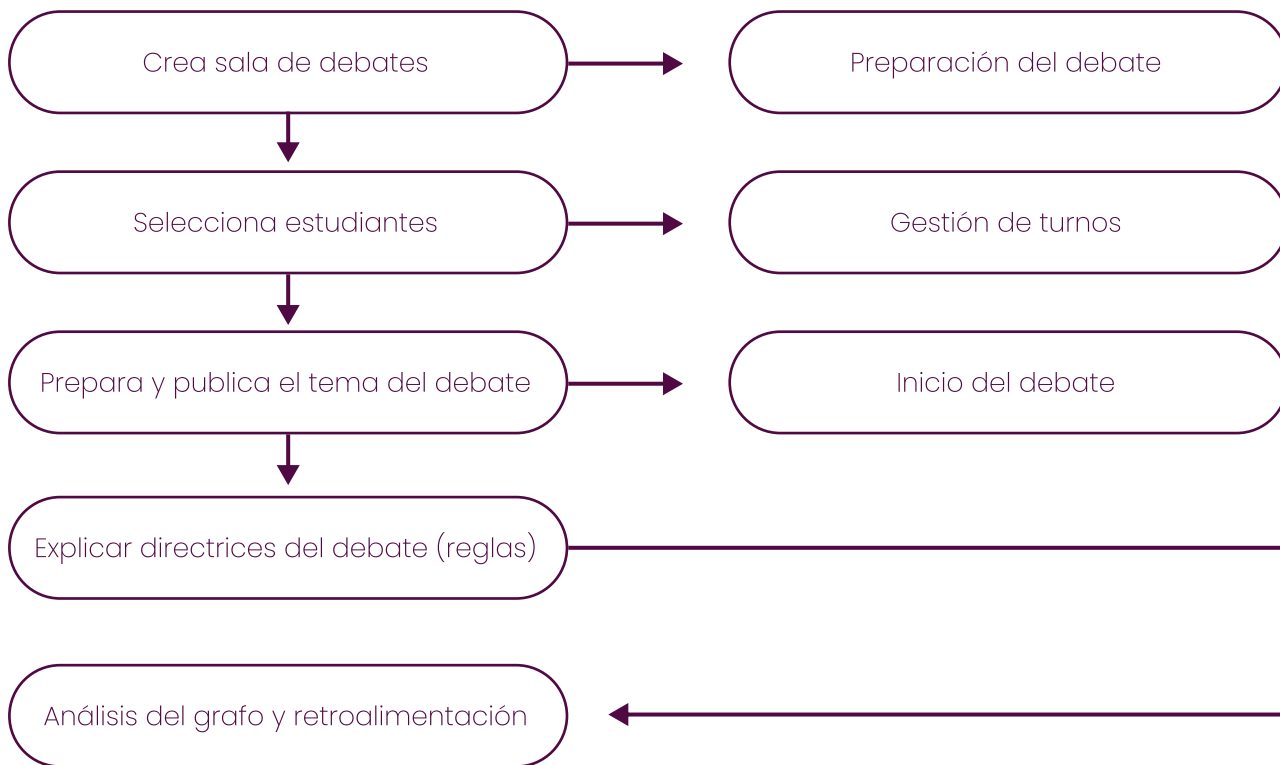 Crea sala de debates
Preparación del debate
Selecciona estudiantes
Gestión de turnos
Prepara y publica el tema del debate
Inicio del debate
Explicar directrices del debate (reglas)
Análisis del grafo y retroalimentación